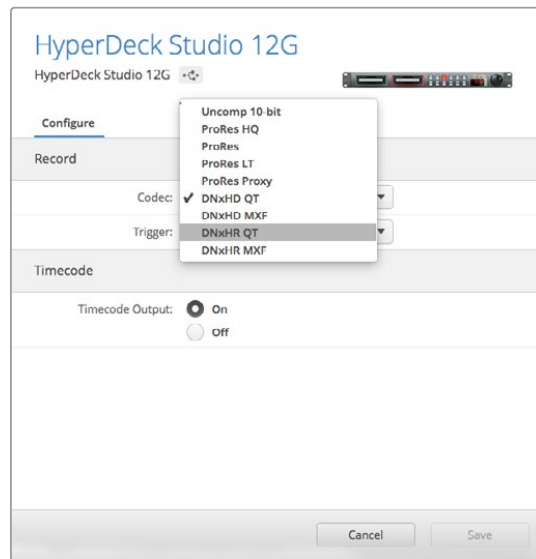 HyperDeck Studio 12G
HyperDeck Studio 12G
Configure
Record
Codec:
Uncomp 10-bit
ProRes HQ
ProRes
ProRes LT
ProRes Proxy
✔ DNxHD QT
DNxHD MXF
DNxHR QT
DNxHR MXF
Trigger:
Timecode
Timecode Output: On
Off
Cancel Save